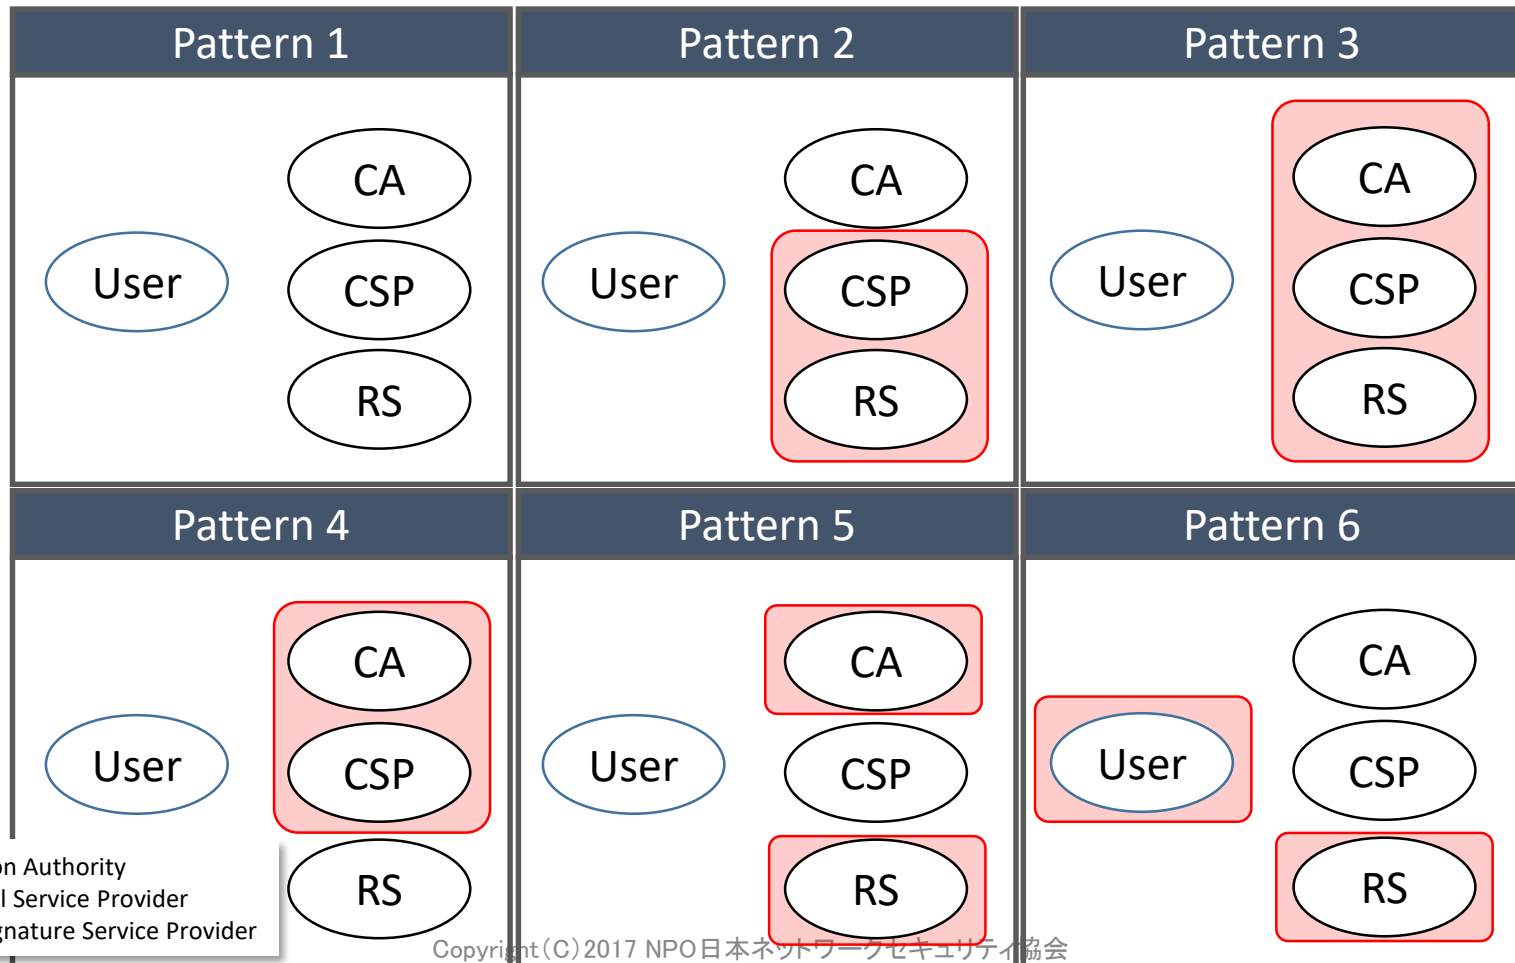 Pattern 1
Pattern 2
Pattern 3
User
CA
CSP
RS
User
CA
CSP
RS
User
CA
CSP
RS
Pattern 4
Pattern 5
Pattern 6
User
CA
CSP
RS
User
CA
CSP
RS
User
CA
CSP
RS
on Authority
l Service Provider
gnature Service Provider
Copyright(C)2017 NPO日本ネットワークセキュリティ協会